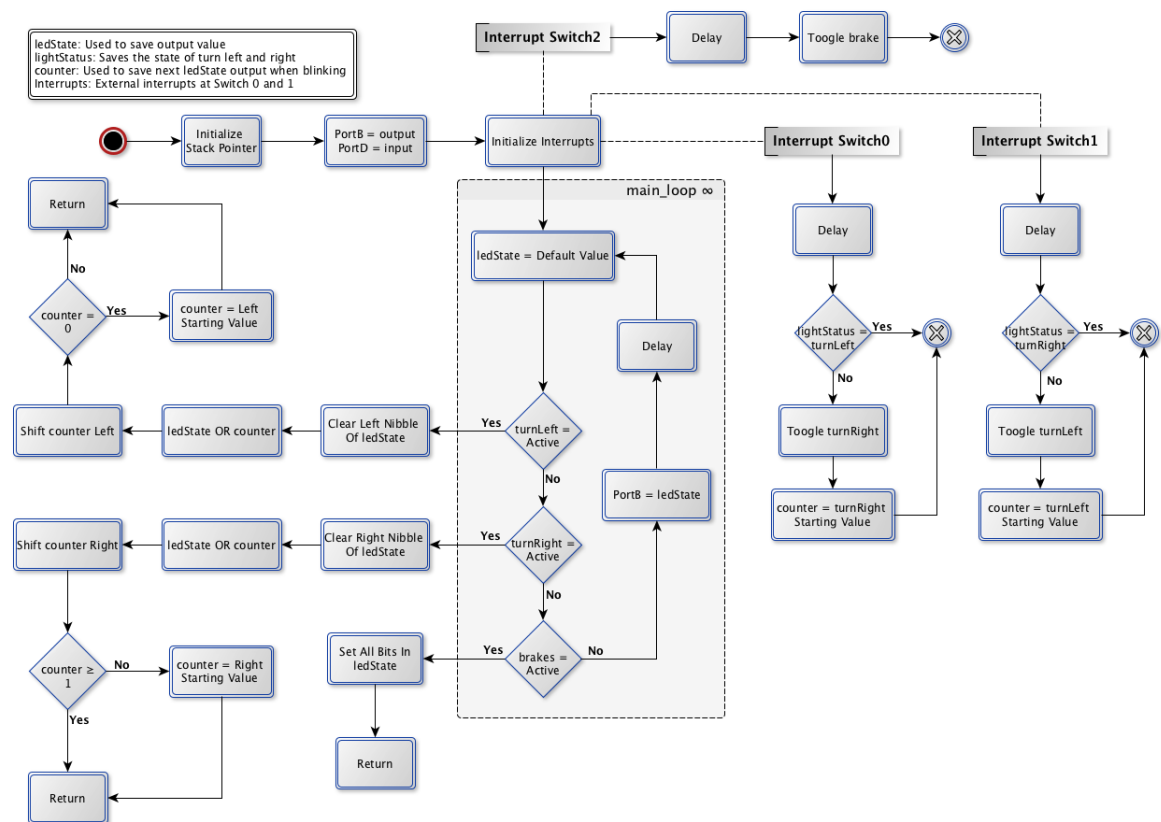 ledState: Used to save output value
lightStatus: Saves the state of turn left and right
counter: Used to save next ledState output when blinking
Interrupts: External interrupts at Switch 0 and 1
Interrupt Switch2
Delay
Toogle brake
Initialize
Stack Pointer
PortB = output
PortD = input
Initialize Interrupts
Interrupt Switch0
Interrupt Switch1
main_loop ∞
ledState = Default Value
Delay
turnLeft =
Active
Yes
No
PortB = ledState
turnRight =
Active
Yes
No
brakes =
Active
Yes
No
Return
No
counter =
0
Yes
counter = Left
Starting Value
Shift counter Left
ledState OR counter
Clear Left Nibble
Of ledState
Shift counter Right
ledState OR counter
Clear Right Nibble
Of ledState
counter ≥
1
No
Yes
counter = Right
Starting Value
Return
Set All Bits In
ledState
Return
Delay
lightStatus =
turnLeft
Yes
No
Toogle turnRight
counter = turnRight
Starting Value
Delay
lightStatus =
turnRight
Yes
No
Toogle turnLeft
counter = turnLeft
Starting Value